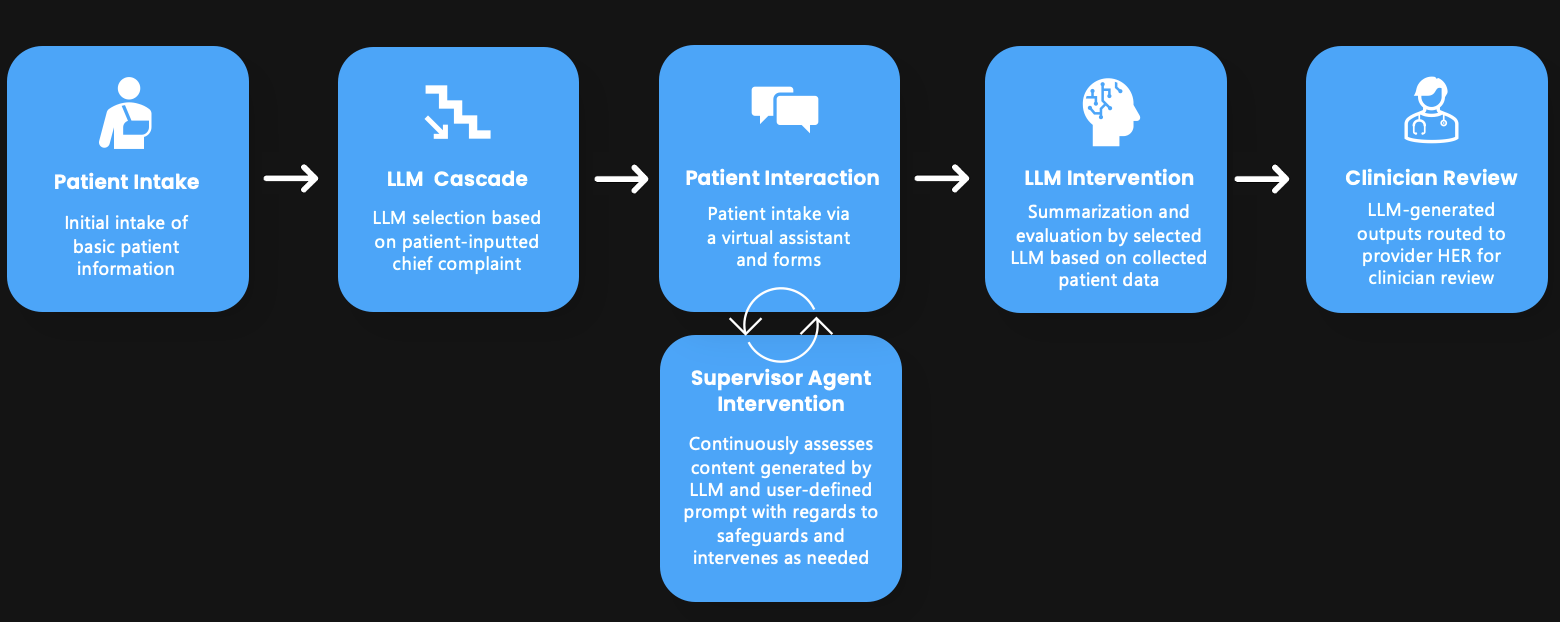 Patient Intake
Initial intake of
basic patient
information
LLM Cascade
LLM selection based
on patient-inputted
chief complaint
Patient Interaction
Patient intake via
a virtual assistant
and forms
Supervisor Agent
Intervention
Continuously assesses
content generated by
LLM and user-defined
prompt with regards to
safeguards and
intervenes as needed
LLM Intervention
Summarization and
evaluation by selected
LLM based on collected
patient data
Clinician Review
LLM-generated
outputs routed to
provider HER for
clinician review